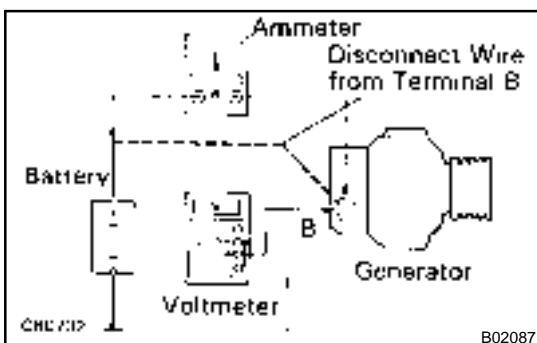 Ammeter
Disconnect Wire
from Terminal B
Battery
B
Generator
Voltmeter
B02087